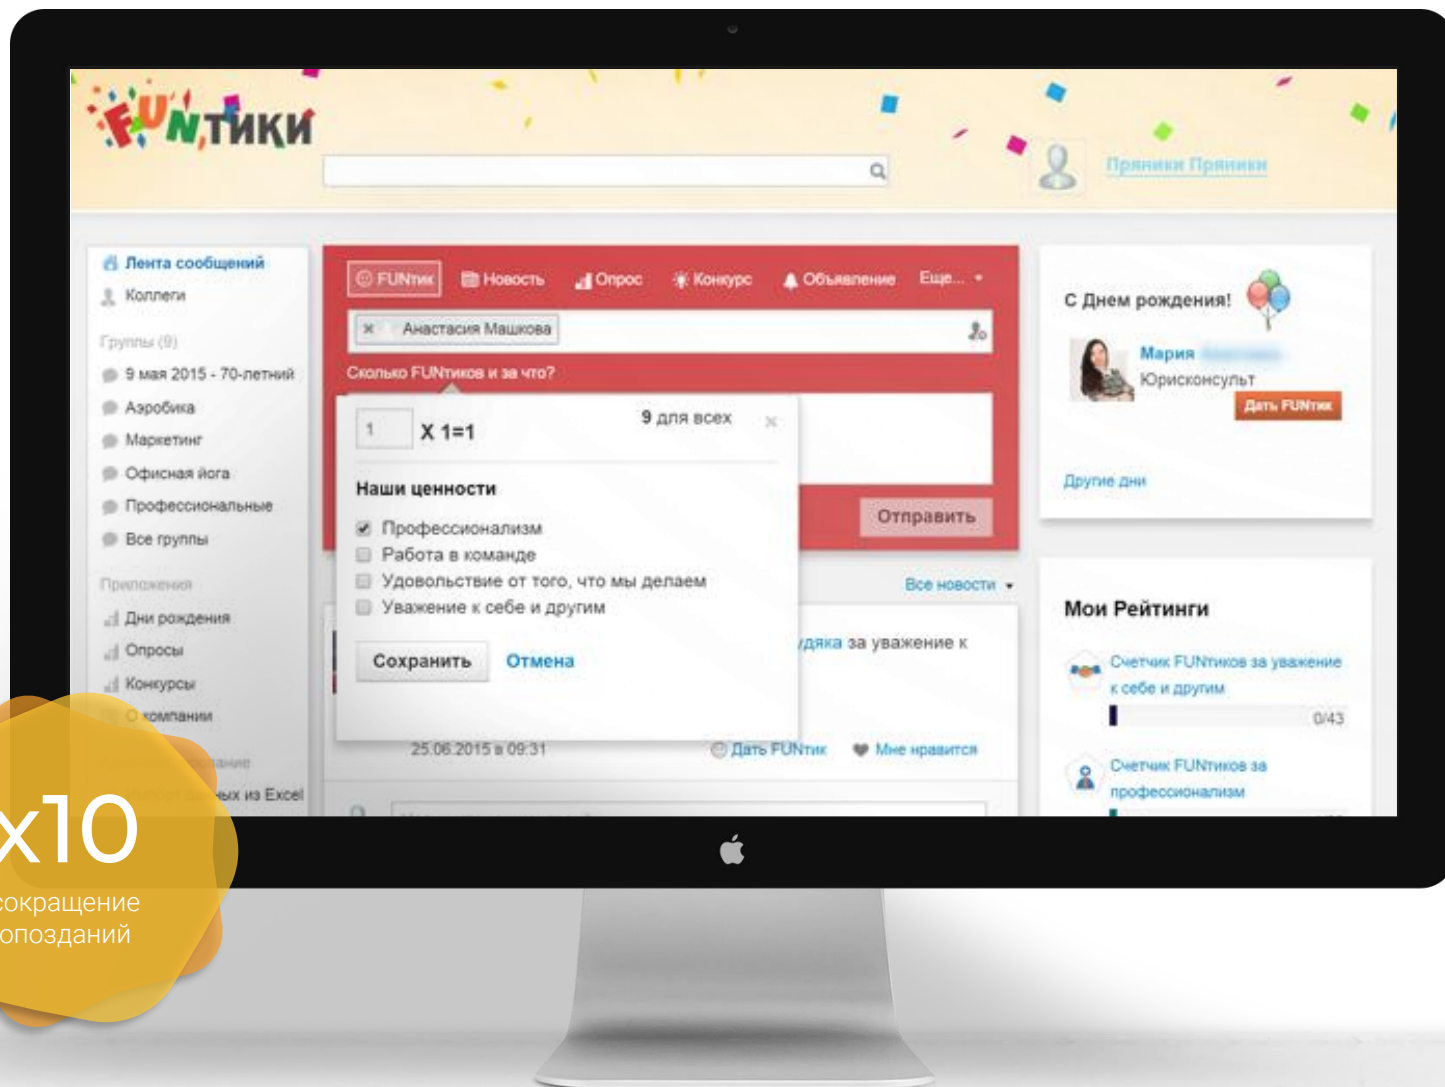 FUNтики
Пряники Пряники
Лента сообщений
Коллеги
Группы (9)
9 мая 2015 - 70-летний
Аэробика
Маркетинг
Офисная йога
Профессиональные
Все группы
Приложения
Дни рождения
Опросы
Конкурсы
О компании
ных из Excel
FUNтик Новость Опрос Конкурс Объявление Еще...
× Анастасия Машкова
Сколько FUNтиков и за что?
1 X 1=1 9 для всех ×
Наши ценности
Профессионализм
Работа в команде
Удовольствие от того, что мы делаем
Уважение к себе и другим
Сохранить Отмена
Отправить
Все новости
удяка за уважение к
25.06.2015 в 09:31 Дать FUNтик Мне нравится
С Днем рождения!
Мария
Юрисконсульт
Дать FUNтик
Другие дни
Мои Рейтинги
Счетчик FUNтиков за уважение
к себе и другим
0/43
Счетчик FUNтиков за
профессионализм
x10
сокращение
опозданий